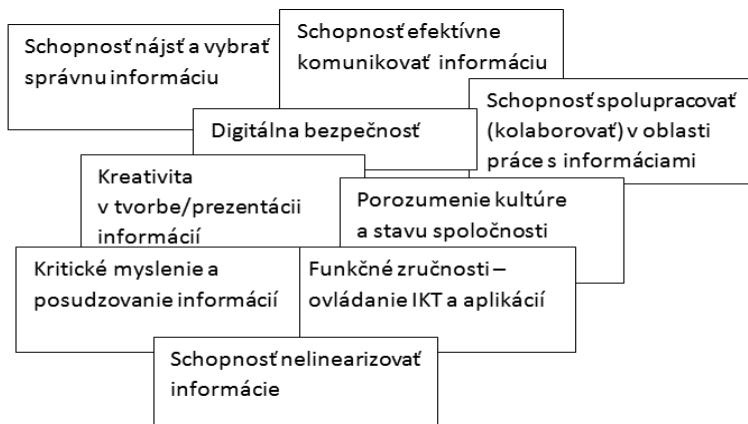 Schopnosť nájsť a vybrať
správnu informáciu
Schopnosť efektívne
komunikovať informáciu
Schopnosť spolupracovať
(kolaborovať) v oblasti
práce s informáciami
Digitálna bezpečnosť
Kreativita
v tvorbe/prezentácii
informácií
Porozumenie kultúre
a stavu spoločnosti
Kritické myslenie a
posudzovanie informácií
Funkčné zručnosti –
ovládanie IKT a aplikácií
Schopnosť nelinearizovať
informácie